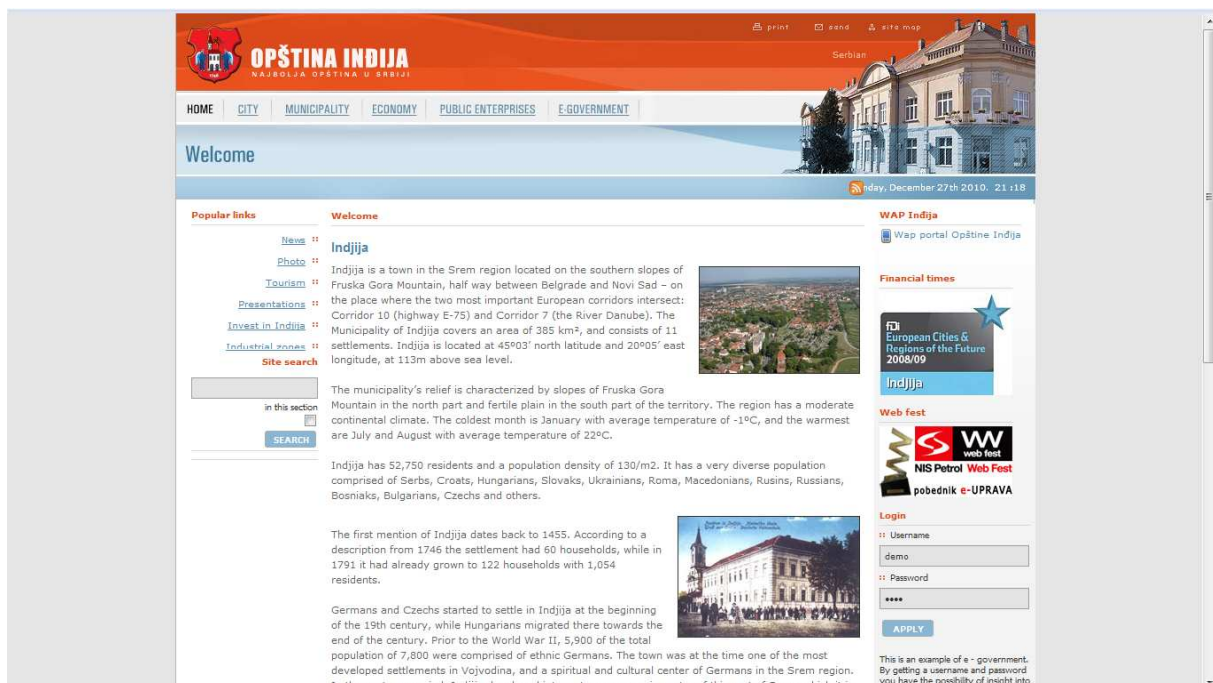 print send site map
Serbian
OPŠTINA INĐIJA
NAJBOLJA OPŠTINA U SRBIJI
HOME CITY MUNICIPALITY ECONOMY PUBLIC ENTERPRISES E-GOVERNMENT
Welcome
nday, December 27th 2010. 21 :18
Popular links
News
Photo
Tourism
Presentations
Invest in Indjija
Industrial zones
Site search
in this section
SEARCH
Welcome
Indjija
Indjija is a town in the Srem region located on the southern slopes of
Fruska Gora Mountain, half way between Belgrade and Novi Sad – on
the place where the two most important European corridors intersect:
Corridor 10 (highway E-75) and Corridor 7 (the River Danube). The
Municipality of Indjija covers an area of 385 km², and consists of 11
settlements. Indjija is located at 45º03’ north latitude and 20º05’ east
longitude, at 113m above sea level.
The municipality’s relief is characterized by slopes of Fruska Gora
Mountain in the north part and fertile plain in the south part of the territory. The region has a moderate
continental climate. The coldest month is January with average temperature of -1ºC, and the warmest
are July and August with average temperature of 22ºC.
Indjija has 52,750 residents and a population density of 130/m2. It has a very diverse population
comprised of Serbs, Croats, Hungarians, Slovaks, Ukrainians, Roma, Macedonians, Rusins, Russians,
Bosniaks, Bulgarians, Czechs and others.
The first mention of Indjija dates back to 1455. According to a
description from 1746 the settlement had 60 households, while in
1791 it had already grown to 122 households with 1,054
residents.
Germans and Czechs started to settle in Indjija at the beginning
of the 19th century, while Hungarians migrated there towards the
end of the century. Prior to the World War II, 5,900 of the total
population of 7,800 were comprised of ethnic Germans. The town was at the time one of the most
developed settlements in Vojvodina, and a spiritual and cultural center of Germans in the Srem region.
WAP Inđija
Wap portal Opštine Inđija
Financial times
fDi
European Cities &
Regions of the Future
2008/09
Indjija
Web fest
web fest
NIS Petrol Web Fest
pobednik e-UPRAVA
Login
Username
demo
Password
••••
APPLY
This is an example of e - government.
By getting a username and password
you have the possibility of insight into